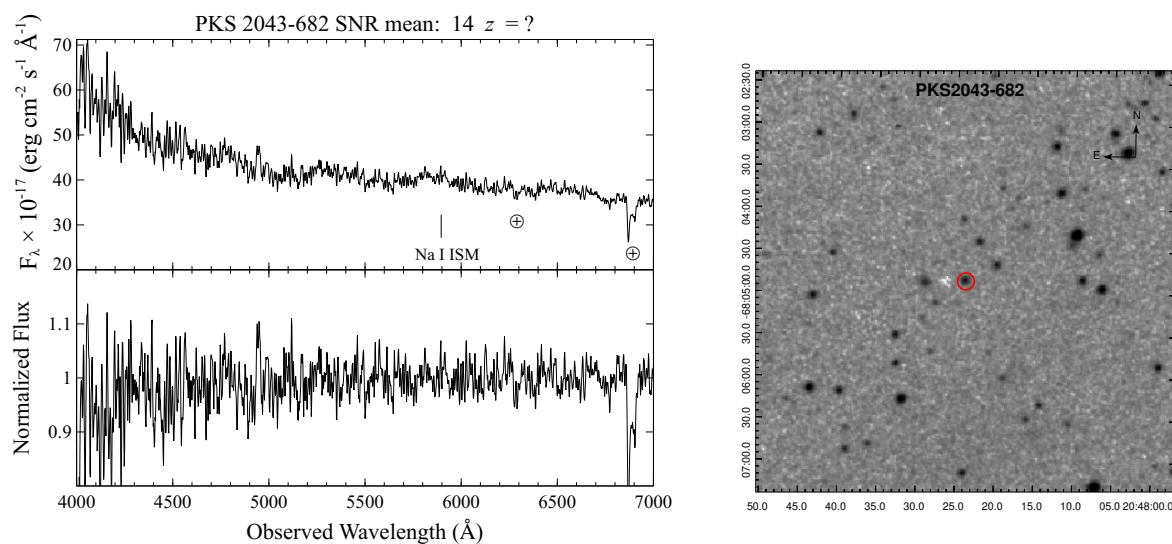 PKS 2043-682 SNR mean: 14 z = ?
70
60
50
40
30
20
F λ × 10⁻¹⁷ (erg cm⁻² s⁻¹ Å⁻¹)
Na I ISM
⊕
⊕
1.1
1
0.9
Normalized Flux
4000 4500 5000 5500 6000 6500 7000
Observed Wavelength (Å)
PKS2043-682
N
E
02:30.0
03:00.0
30.0
04:00.0
30.0
-68:05:00.0
30.0
06:00.0
30.0
07:00.0
50.0 45.0 40.0 35.0 30.0 25.0 20.0 15.0 10.0 05.0 20:48:00.0